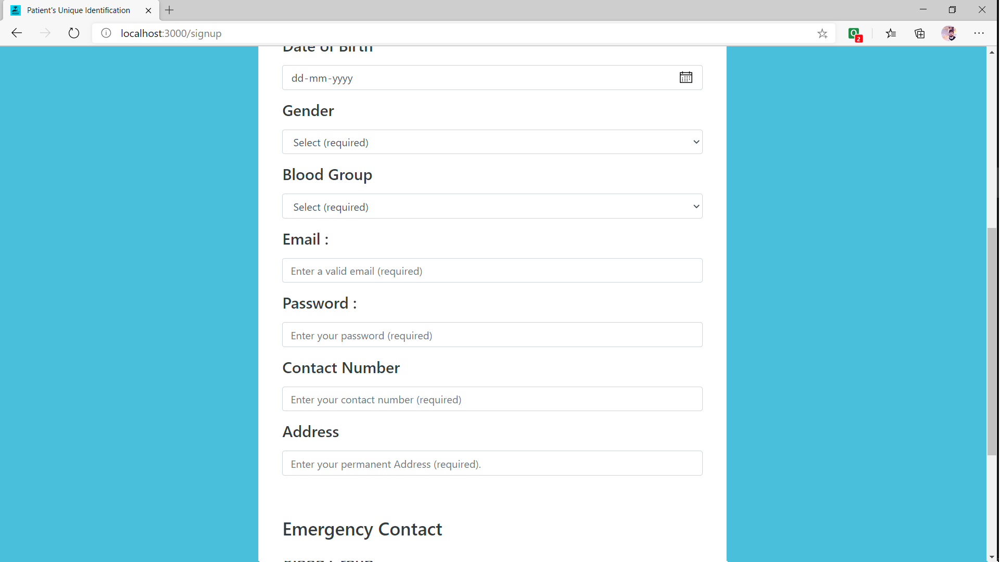 Patient's Unique Identification
localhost:3000/signup
2
Date of Birth
dd-mm-yyyy
Gender
Select (required)
Blood Group
Select (required)
Email :
Enter a valid email (required)
Password :
Enter your password (required)
Contact Number
Enter your contact number (required)
Address
Enter your permanent Address (required).
Emergency Contact